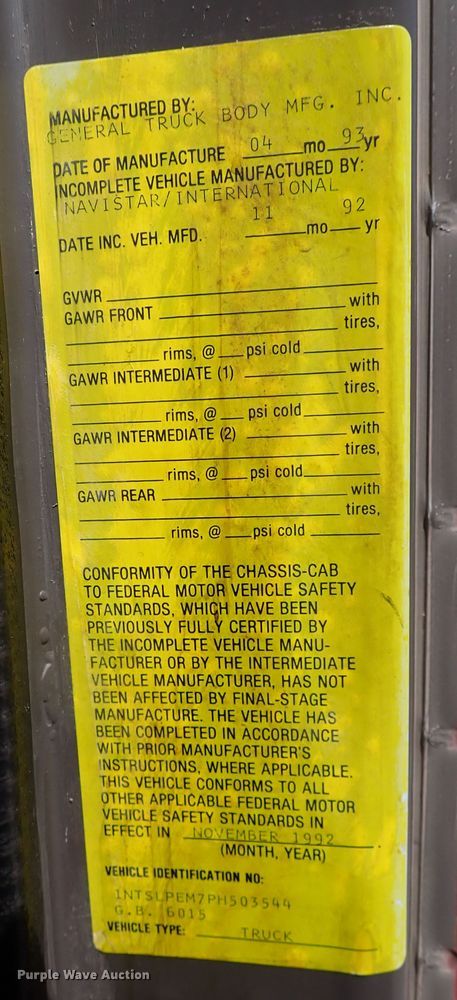 MANUFACTURED BY:
GENERAL TRUCK BODY MFG. INC.
DATE OF MANUFACTURE 04 mo 93 yr
INCOMPLETE VEHICLE MANUFACTURED BY:
NAVISTAR/INTERNATIONAL
DATE INC. VEH. MFD. 11 mo 92 yr
GVWR
GAWR FRONT with
tires,
rims, @ psi cold
GAWR INTERMEDIATE (1) with
tires,
rims, @ psi cold
GAWR INTERMEDIATE (2) with
tires,
rims, @ psi cold
GAWR REAR with
tires,
rims, @ psi cold
CONFORMITY OF THE CHASSIS-CAB
TO FEDERAL MOTOR VEHICLE SAFETY
STANDARDS, WHICH HAVE BEEN
PREVIOUSLY FULLY CERTIFIED BY
THE INCOMPLETE VEHICLE MANU-
FACTURER OR BY THE INTERMEDIATE
VEHICLE MANUFACTURER, HAS NOT
BEEN AFFECTED BY FINAL-STAGE
MANUFACTURE. THE VEHICLE HAS
BEEN COMPLETED IN ACCORDANCE
WITH PRIOR MANUFACTURER'S
INSTRUCTIONS, WHERE APPLICABLE.
THIS VEHICLE CONFORMS TO ALL
OTHER APPLICABLE FEDERAL MOTOR
VEHICLE SAFETY STANDARDS IN
EFFECT IN NOVEMBER 1992
(MONTH, YEAR)
VEHICLE IDENTIFICATION NO:
1NTSLPEM7PH503544
G.B. 6015
VEHICLE TYPE: TRUCK
Purple Wave Auction